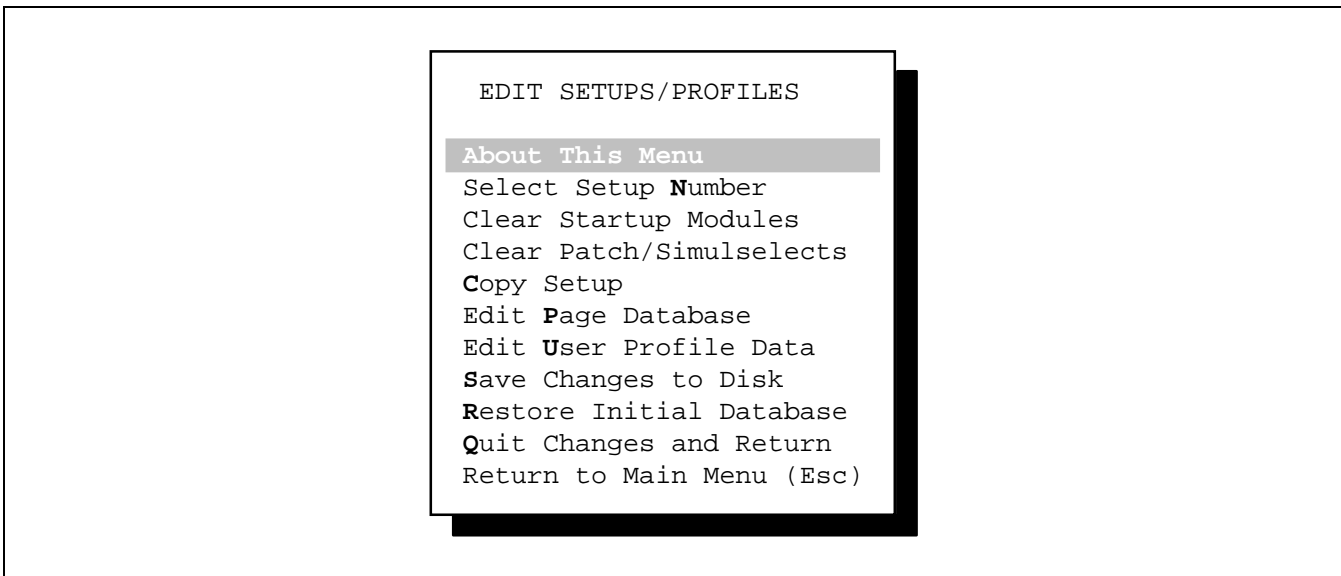 EDIT SETUPS/PROFILES
About This Menu
Select Setup Number
Clear Startup Modules
Clear Patch/Simulselects
Copy Setup
Edit Page Database
Edit User Profile Data
Save Changes to Disk
Restore Initial Database
Quit Changes and Return
Return to Main Menu (Esc)